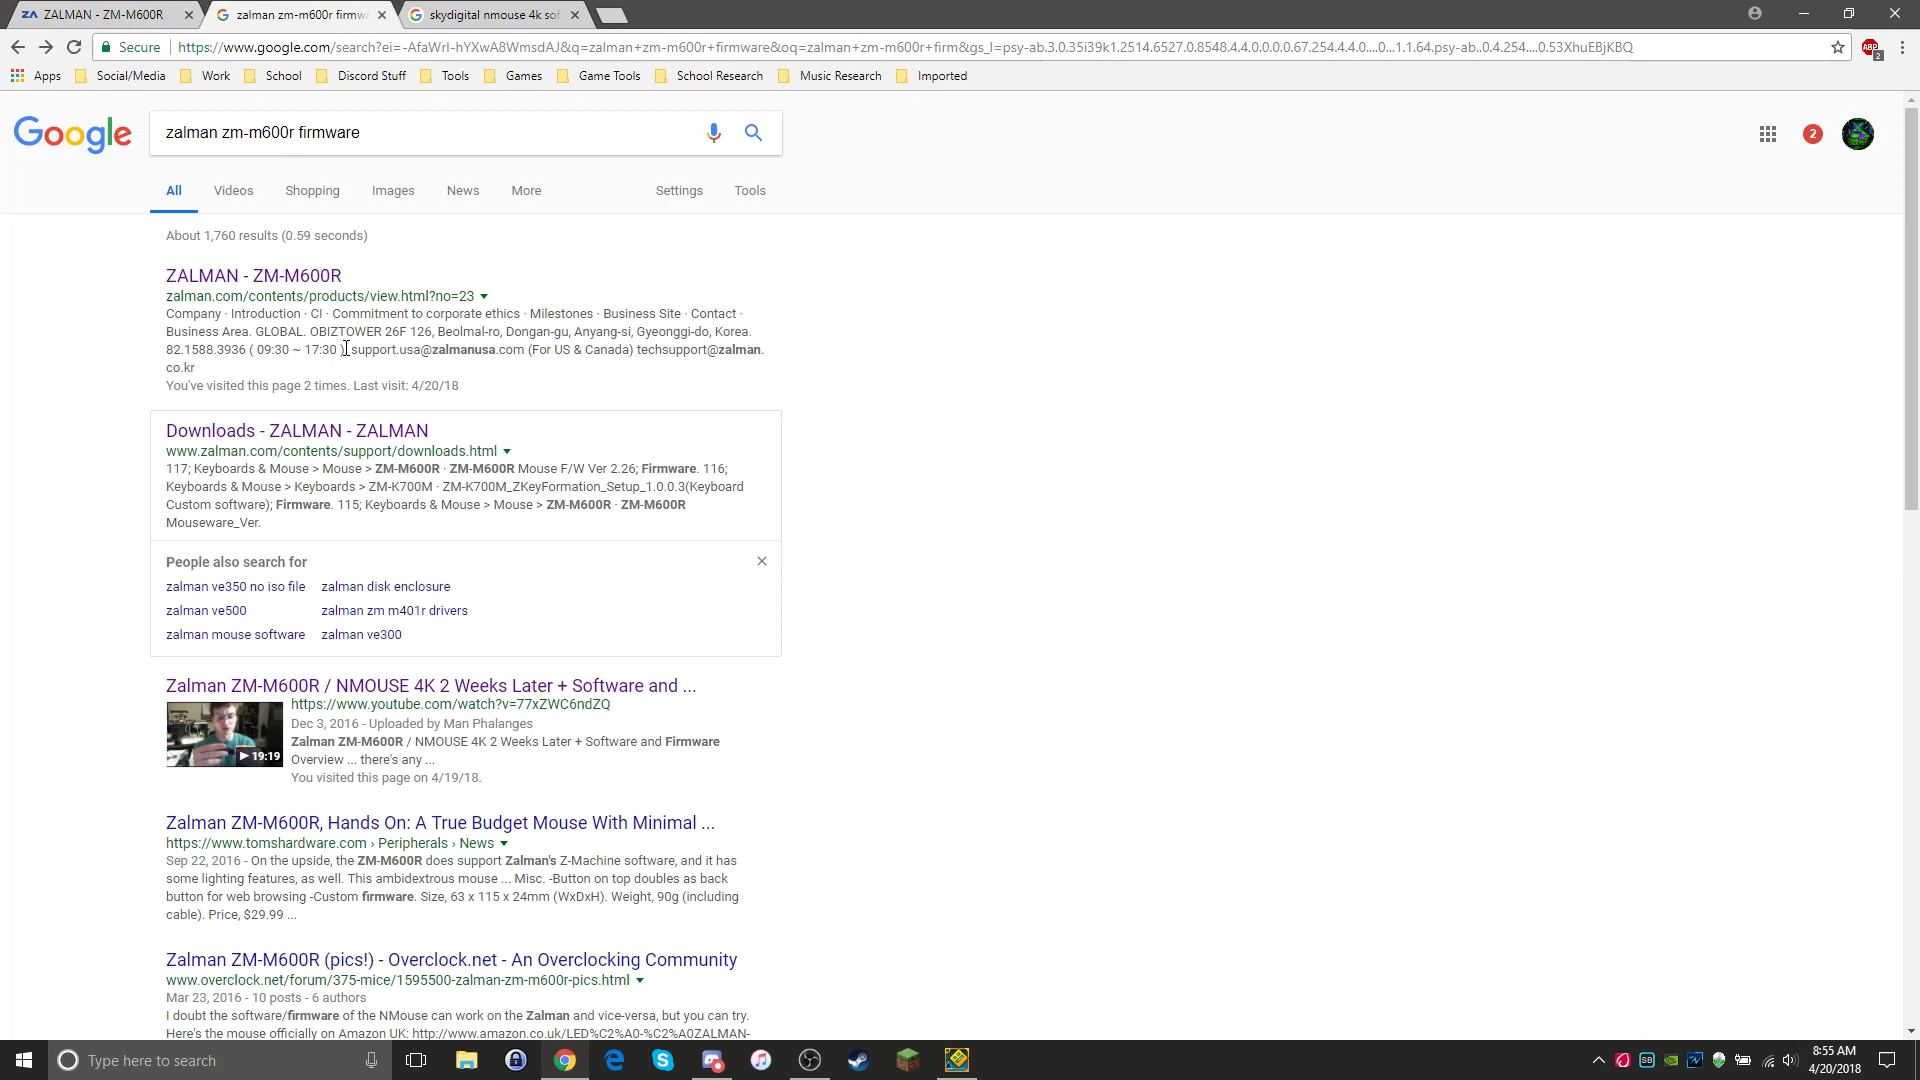 ZALMAN - ZM-M600R
zalman zm-m600r firmwa
skydigital nmouse 4k sof
Secure
https://www.google.com/search?ei=-AfaWrI-hYXwA8WmsdAJ&q=zalman+zm-m600r+firmware&oq=zalman+zm-m600r+firm&gs_l=psy-ab.3.0.35i39k1.2514.6527.0.8548.4.4.0.0.0.0.67.254.4.4.0....0...1.1.64.psy-ab..0.4.254....0.53XhuEBjKBQ
ABP
2
Apps Social/Media Work School Discord Stuff Tools Games Game Tools School Research Music Research Imported
Google
zalman zm-m600r firmware
2
All Videos Shopping Images News More Settings Tools
About 1,760 results (0.59 seconds)
ZALMAN - ZM-M600R
zalman.com/contents/products/view.html?no=23
Company · Introduction · CI · Commitment to corporate ethics · Milestones · Business Site · Contact ·
Business Area. GLOBAL. OBIZTOWER 26F 126, Beolmal-ro, Dongan-gu, Anyang-si, Gyeonggi-do, Korea.
82.1588.3936 ( 09:30 ~ 17:30 ) support.usa@zalmanusa.com (For US & Canada) techsupport@zalman.
co.kr
You've visited this page 2 times. Last visit: 4/20/18
Downloads - ZALMAN - ZALMAN
www.zalman.com/contents/support/downloads.html
117; Keyboards & Mouse > Mouse > ZM-M600R · ZM-M600R Mouse F/W Ver 2.26; Firmware. 116;
Keyboards & Mouse > Keyboards > ZM-K700M · ZM-K700M_ZKeyFormation_Setup_1.0.0.3(Keyboard
Custom software); Firmware. 115; Keyboards & Mouse > Mouse > ZM-M600R · ZM-M600R
Mouseware_Ver.
People also search for
zalman ve350 no iso file zalman disk enclosure
zalman ve500 zalman zm m401r drivers
zalman mouse software zalman ve300
Zalman ZM-M600R / NMOUSE 4K 2 Weeks Later + Software and ...
https://www.youtube.com/watch?v=77xZWC6ndZQ
Dec 3, 2016 - Uploaded by Man Phalanges
Zalman ZM-M600R / NMOUSE 4K 2 Weeks Later + Software and Firmware
Overview ... there's any ...
19:19
You visited this page on 4/19/18.
Zalman ZM-M600R, Hands On: A True Budget Mouse With Minimal ...
https://www.tomshardware.com › Peripherals › News
Sep 22, 2016 - On the upside, the ZM-M600R does support Zalman's Z-Machine software, and it has
some lighting features, as well. This ambidextrous mouse ... Misc. -Button on top doubles as back
button for web browsing -Custom firmware. Size, 63 x 115 x 24mm (WxDxH). Weight, 90g (including
cable). Price, $29.99 ...
Zalman ZM-M600R (pics!) - Overclock.net - An Overclocking Community
www.overclock.net/forum/375-mice/1595500-zalman-zm-m600r-pics.html
Mar 23, 2016 - 10 posts - 6 authors
I doubt the software/firmware of the NMouse can work on the Zalman and vice-versa, but you can try.
Here's the mouse officially on Amazon UK: http://www.amazon.co.uk/LED%C2%A0-%C2%A0ZALMAN-
Type here to search
8:55 AM
4/20/2018